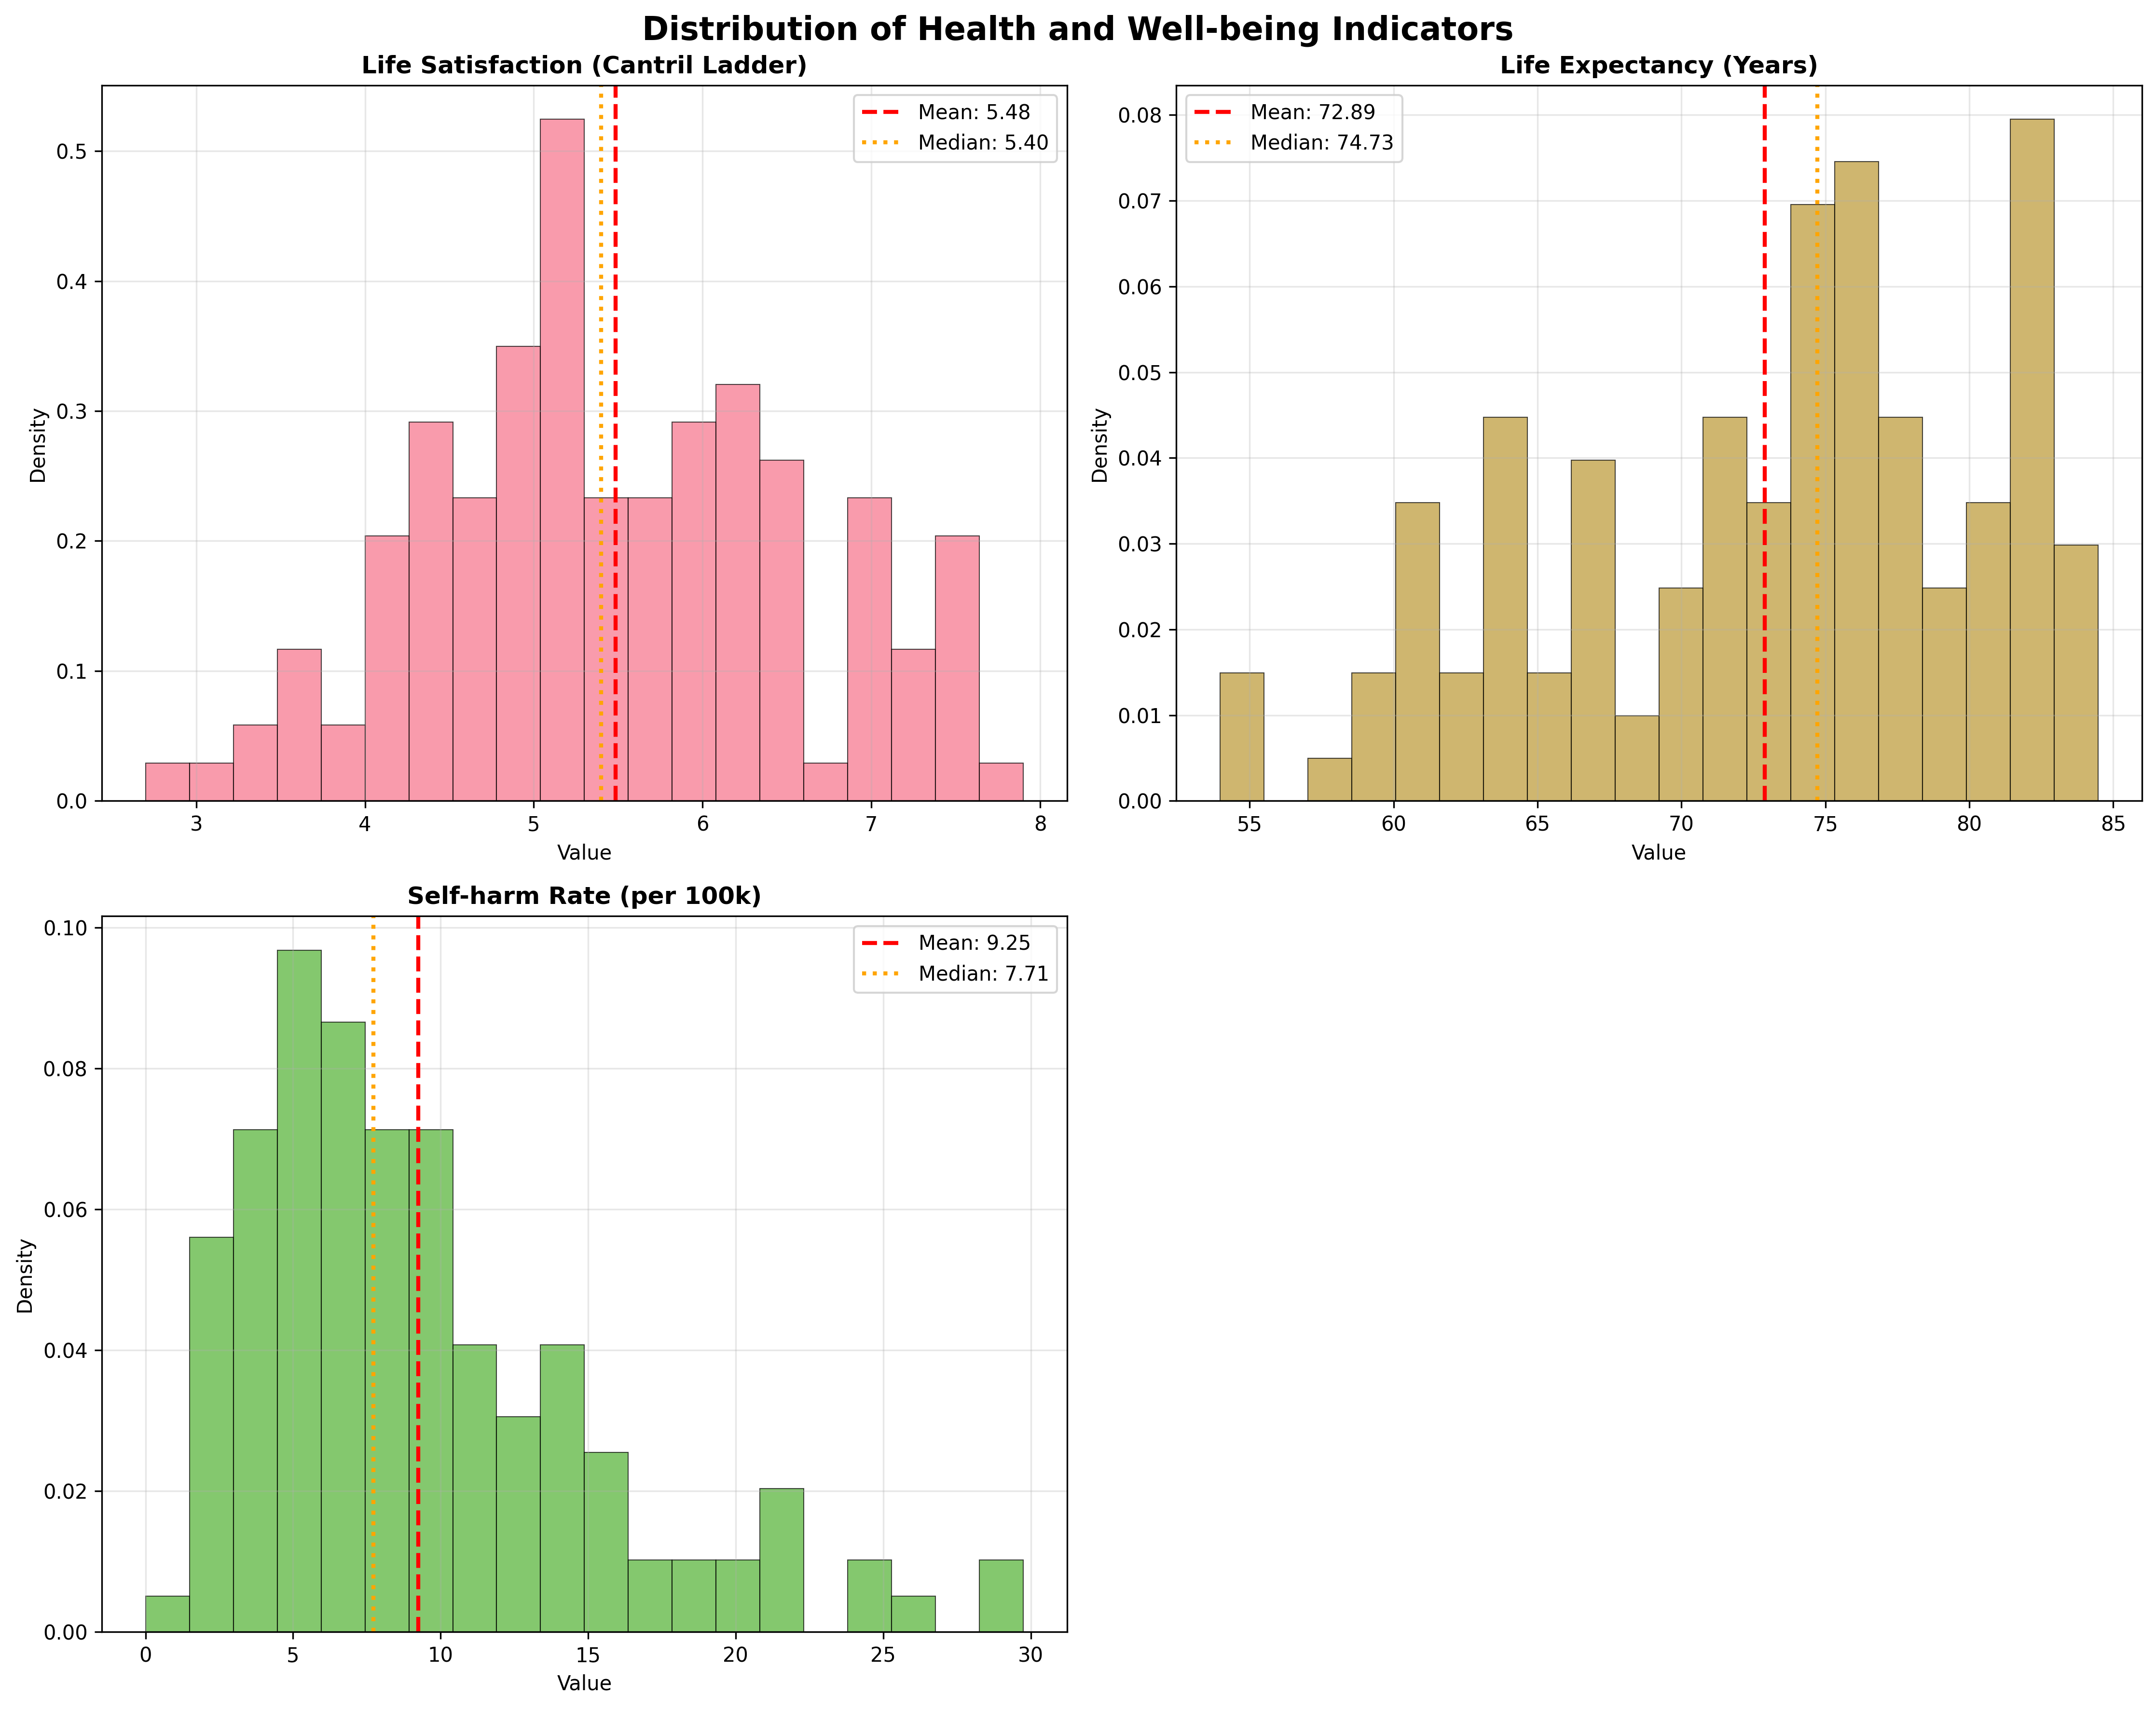 Distribution of Health and Well-being Indicators
Life Satisfaction (Cantril Ladder)
Mean: 5.48
Median: 5.40
Density
0.5
0.4
0.3
0.2
0.1
0.0
3 4 5 6 7 8
Value
Life Expectancy (Years)
Mean: 72.89
Median: 74.73
Density
0.08
0.07
0.06
0.05
0.04
0.03
0.02
0.01
0.00
55 60 65 70 75 80 85
Value
Self-harm Rate (per 100k)
Mean: 9.25
Median: 7.71
Density
0.10
0.08
0.06
0.04
0.02
0.00
0 5 10 15 20 25 30
Value